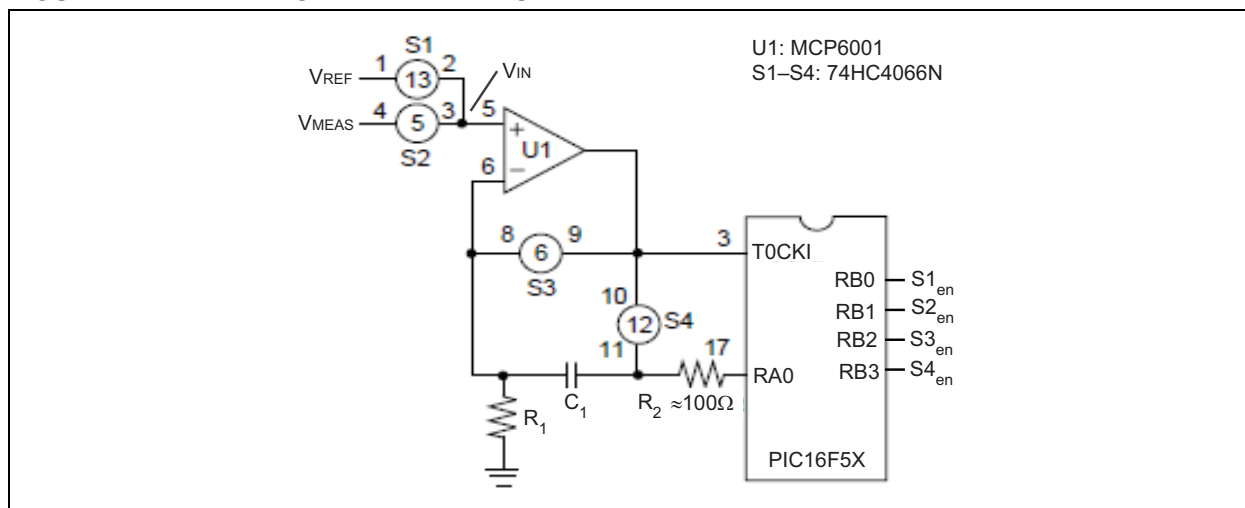 S1
VREF 1 13 2
VIN
VMEAS 4 5 3
S2
5
+
U1
6
−
U1: MCP6001
S1–S4: 74HC4066N
8 6 9
S3
10
12 S4
11
3
T0CKI
RB0 S1en
RB1 S2en
RB2 S3en
RB3 S4en
17
RA0
C1
R2 ≈100Ω
R1
PIC16F5X